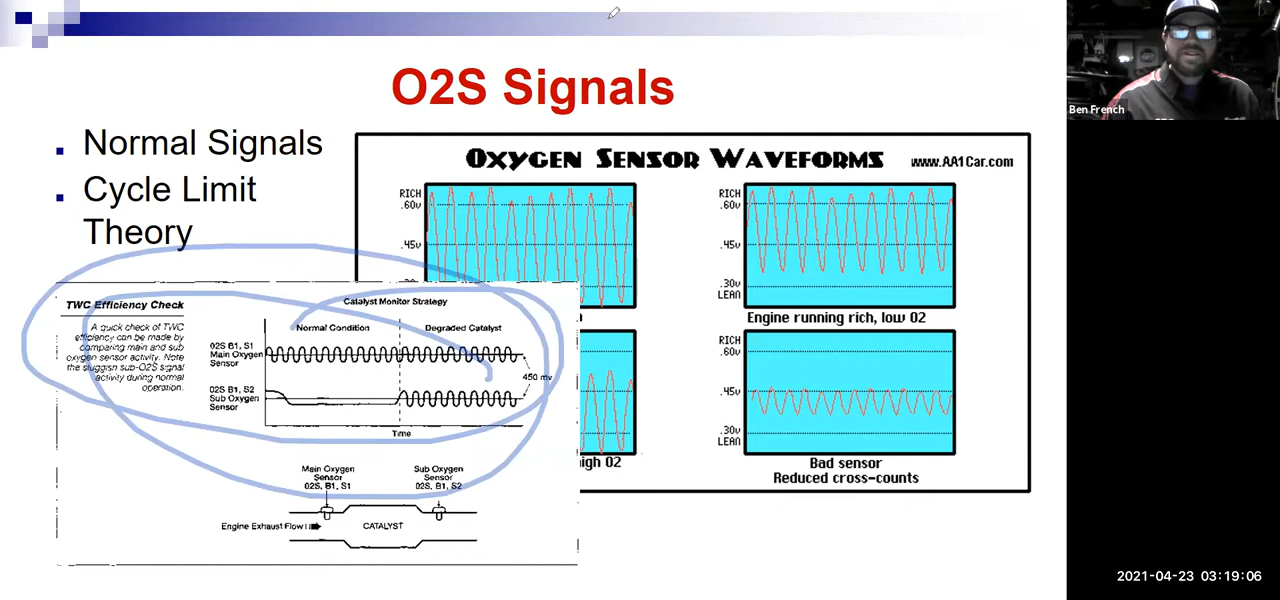 O2S Signals
Normal Signals
Cycle Limit
Theory
OXYGEN SENSOR WAVEFORMS
www.AA1Car.com
RICH
.60v
.45v
RICH
.60v
.45v
.30v
LEAN
Engine running rich, low O2
RICH
.60v
.45v
.30v
LEAN
igh O2
Bad sensor
Reduced cross-counts
TWC Efficiency Check
A quick check of TWC
efficiency can be made by
comparing main and sub
oxygen sensor activity. Note
the sluggish sub-O2S signal
activity during normal
operation.
Catalyst Monitor Strategy
Normal Condition
Degraded Catalyst
O2S B1, S1
Main Oxygen
Sensor
O2S B1, S2
Sub Oxygen
Sensor
450 mv
Time
Main Oxygen
Sensor
O2S, B1, S1
Sub Oxygen
Sensor
O2S, B1, S2
Engine Exhaust Flow
CATALYST
Ben French
2021-04-23 03:19:06